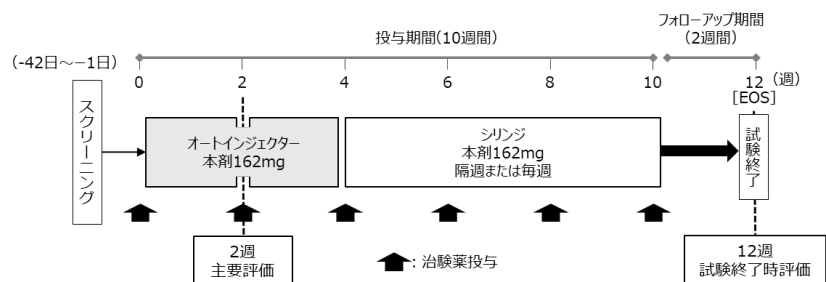 フォローアップ期間
(2週間)
投与期間(10週間)
(-42日～−1日)
0
2
4
6
8
10
12
(週)
[EOS]
スクリーニング
オートインジェクター
本剤162mg
シリンジ
本剤162mg
隔週または毎週
試験終了
2週
主要評価
:治験薬投与
12週
試験終了時評価